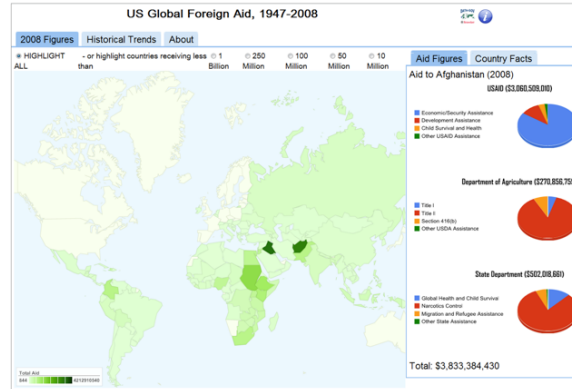 US Global Foreign Aid, 1947-2008
2008 Figures Historical Trends About
HIGHLIGHT ALL
- or highlight countries receiving less than
1 Billion
250 Million
100 Million
50 Million
10 Million
Total Aid
Aid Figures Country Facts
Aid to Afghanistan (2008)
USAID ($3,060,509,010)
Economic/Security Assistance
Development Assistance
Child Survival and Health
Other USAID Assistance
Department of Agriculture ($270,856,759
Title I
Title II
Section 416(b)
Other USDA Assistance
State Department ($502,018,661)
Global Health and Child Survival
Narcotics Control
Migration and Refugee Assistance
Other State Assistance
Total: $3,833,384,430